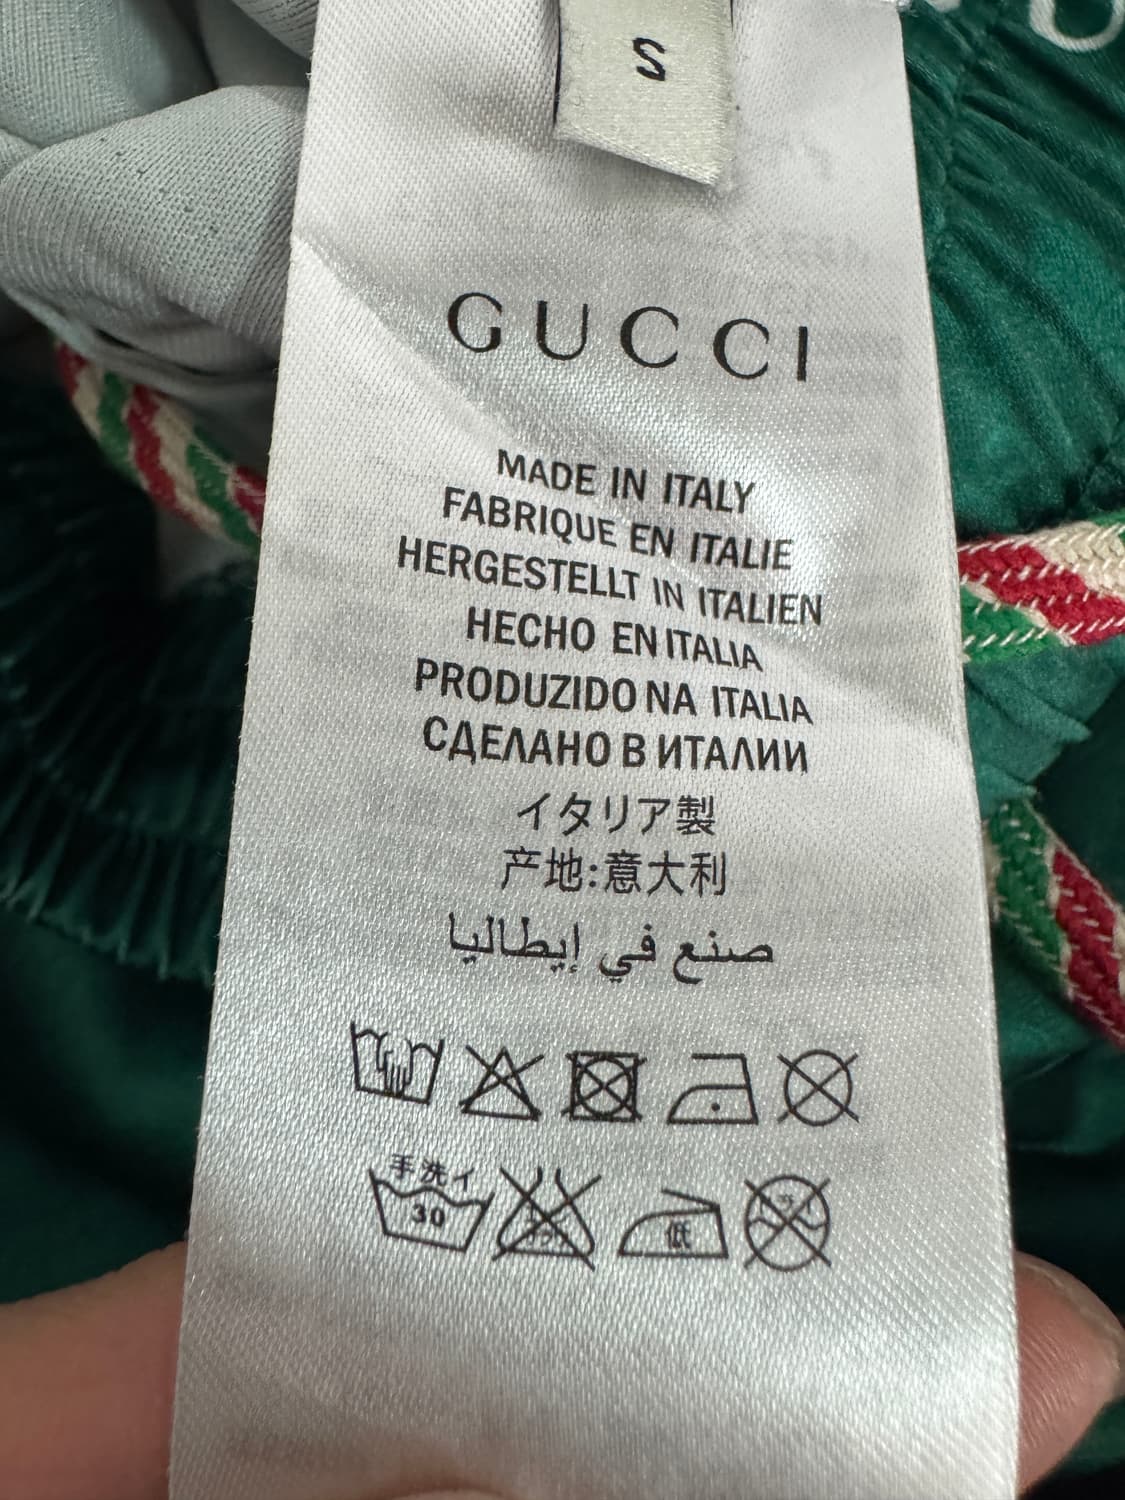 S
GUCCI
MADE IN ITALY
FABRIQUE EN ITALIE
HERGESTELLT IN ITALIEN
HECHO EN ITALIA
PRODUZIDO NA ITALIA
СДЕЛАНО В ИТАЛИИ
イタリア製
产地:意大利
صنع في إيطاليا
手洗イ
30
低